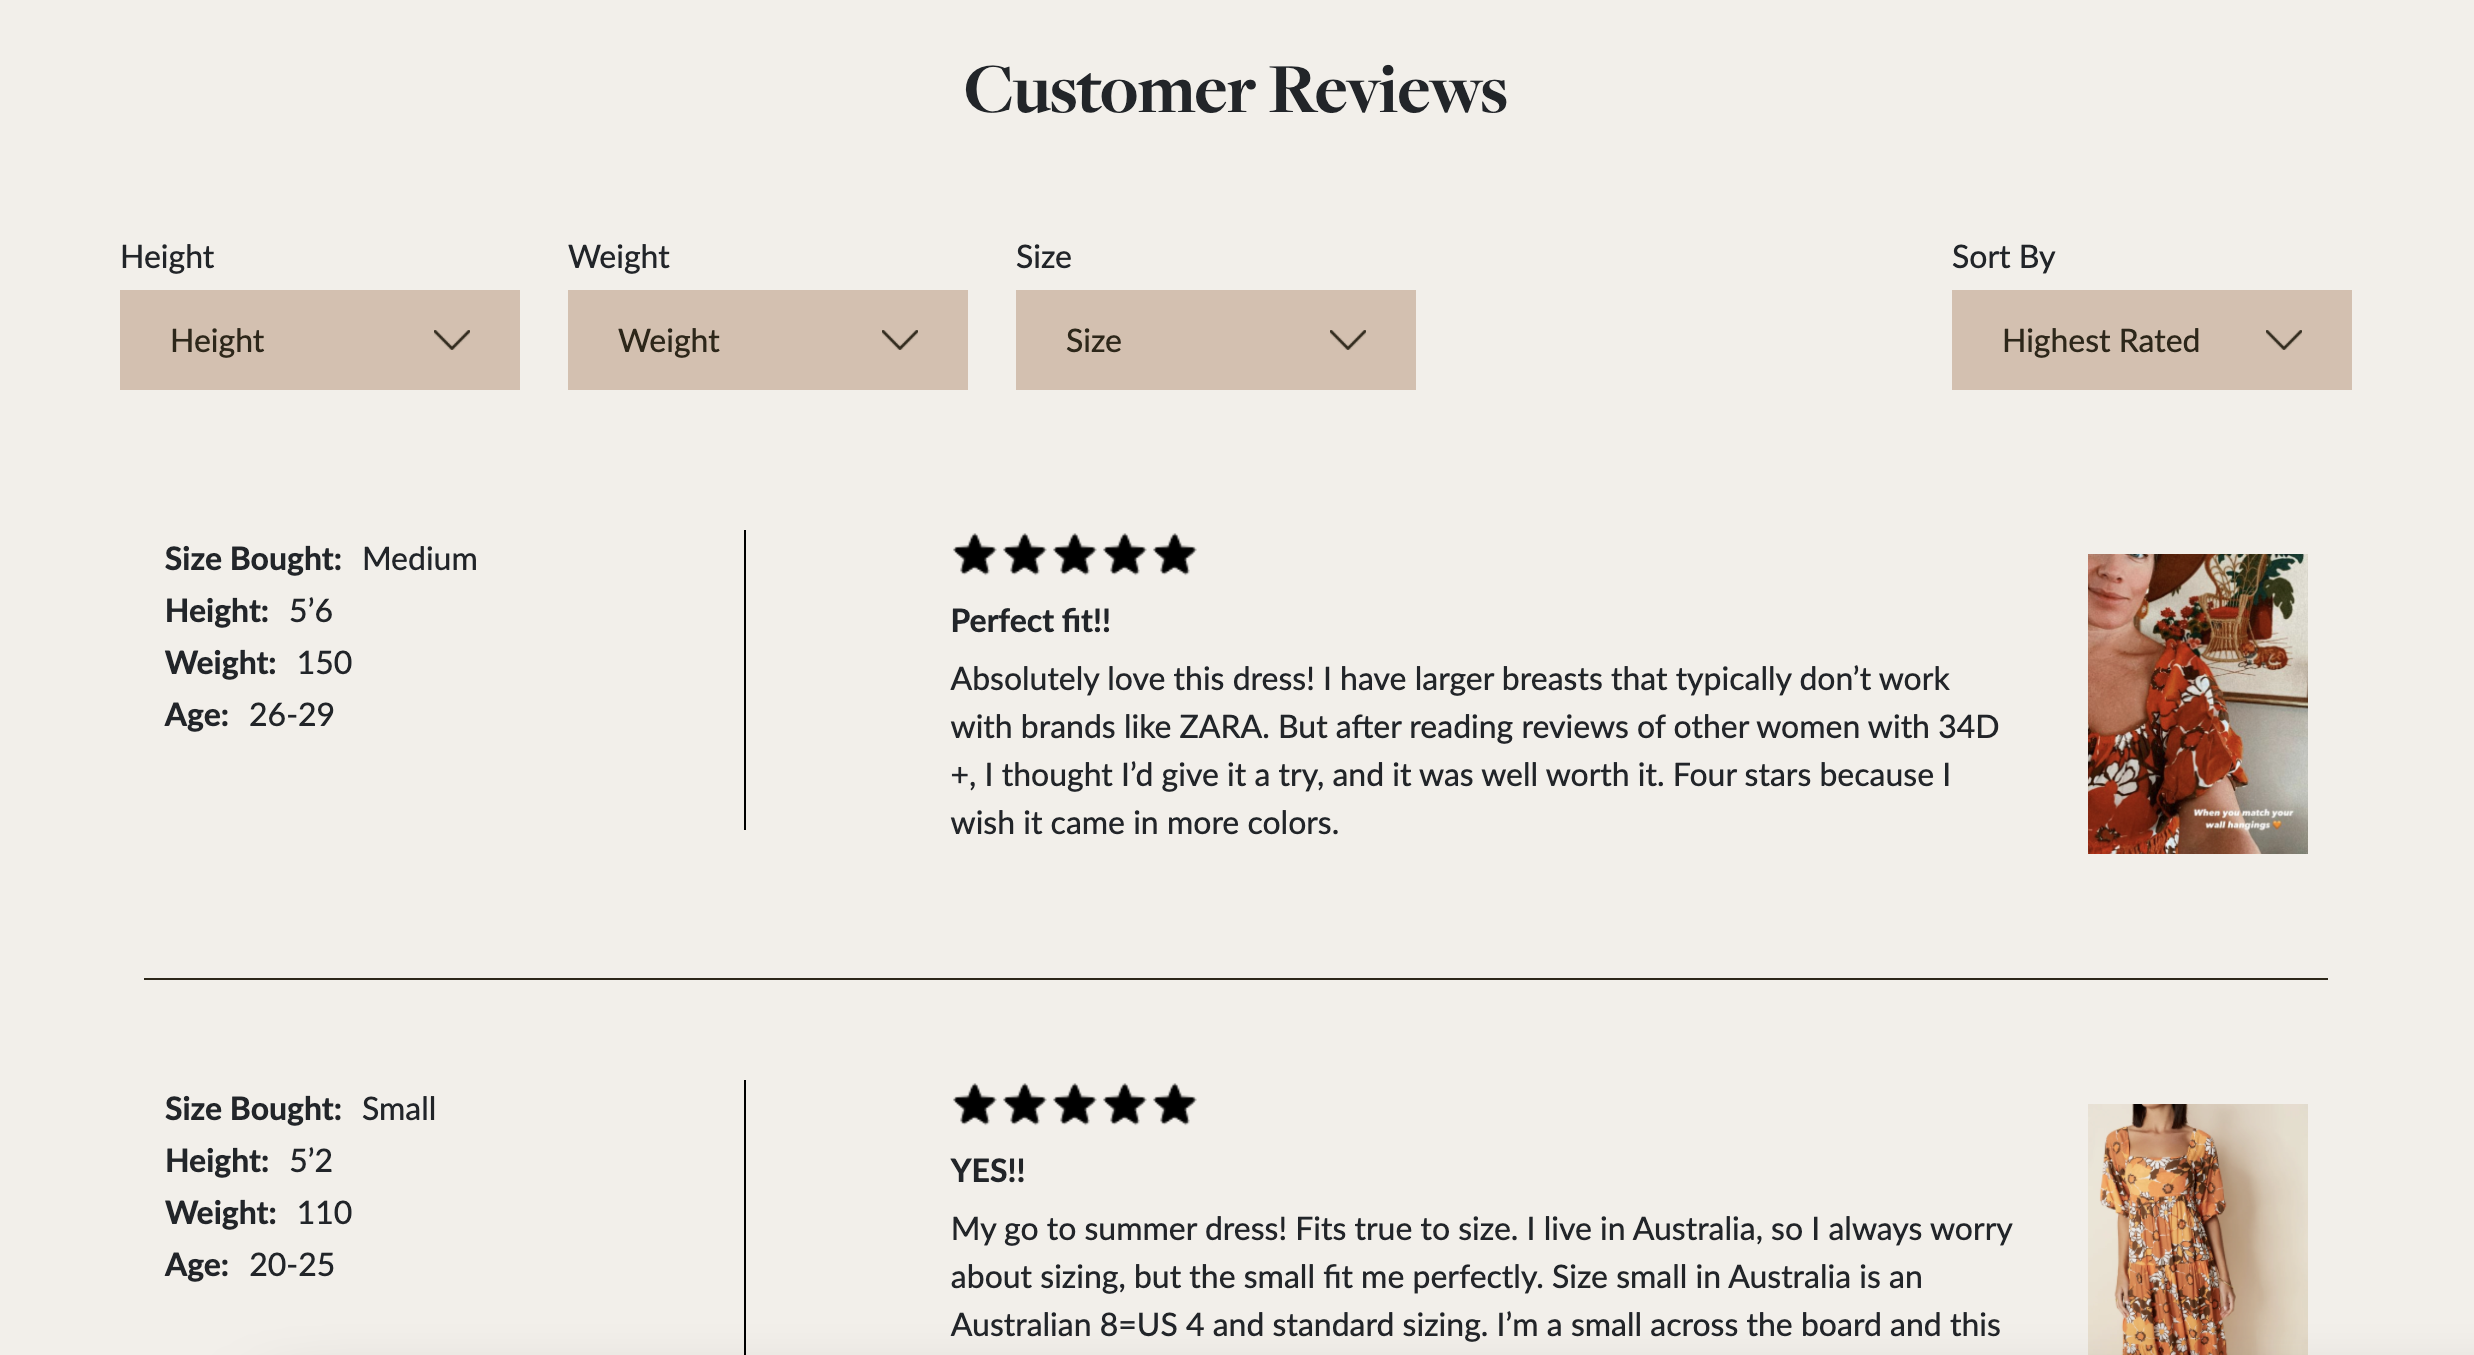 Customer Reviews
Height
Weight
Size
Sort By
Height
Weight
Size
Highest Rated
Size Bought: Medium
Height: 5’6
Weight: 150
Age: 26-29
Perfect fit!!
Absolutely love this dress! I have larger breasts that typically don’t work
with brands like ZARA. But after reading reviews of other women with 34D
+, I thought I’d give it a try, and it was well worth it. Four stars because I
wish it came in more colors.
When you match your
wall hangings 🧡
Size Bought: Small
Height: 5’2
Weight: 110
Age: 20-25
YES!!
My go to summer dress! Fits true to size. I live in Australia, so I always worry
about sizing, but the small fit me perfectly. Size small in Australia is an
Australian 8=US 4 and standard sizing. I’m a small across the board and this